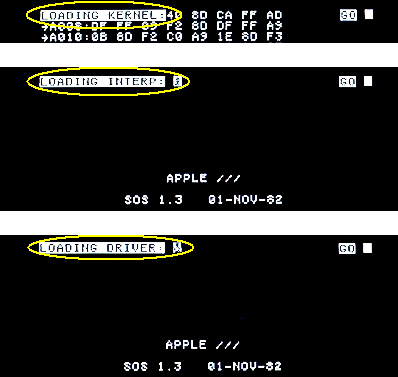 LOADING KERNEL: 40 8D CA FF AD GO
→A008:DF FF 09 F2 8D DF FF A9
→A010:0B 8D F2 C0 A9 1E 8D F3
LOADING INTERP: GO
APPLE ///
SOS 1.3 01-NOV-82
LOADING DRIVER: GO
APPLE ///
SOS 1.3 01-NOV-82